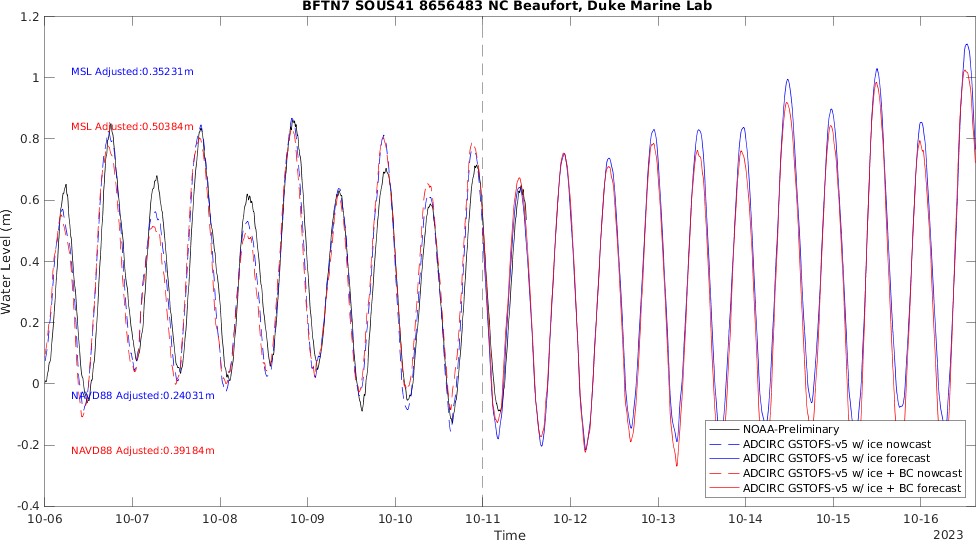 BFTN7 SOUS41 8656483 NC Beaufort, Duke Marine Lab
1.2
1
0.8
0.6
0.4
0.2
0
-0.2
-0.4
Water Level (m)
MSL Adjusted:0.35231m
MSL Adjusted:0.50384m
NAVD88 Adjusted:0.24031m
NAVD88 Adjusted:0.39184m
NOAA-Preliminary
ADCIRC GSTOFS-v5 w/ ice nowcast
ADCIRC GSTOFS-v5 w/ ice forecast
ADCIRC GSTOFS-v5 w/ ice + BC nowcast
ADCIRC GSTOFS-v5 w/ ice + BC forecast
10-06 10-07 10-08 10-09 10-10 10-11 10-12 10-13 10-14 10-15 10-16
Time
2023